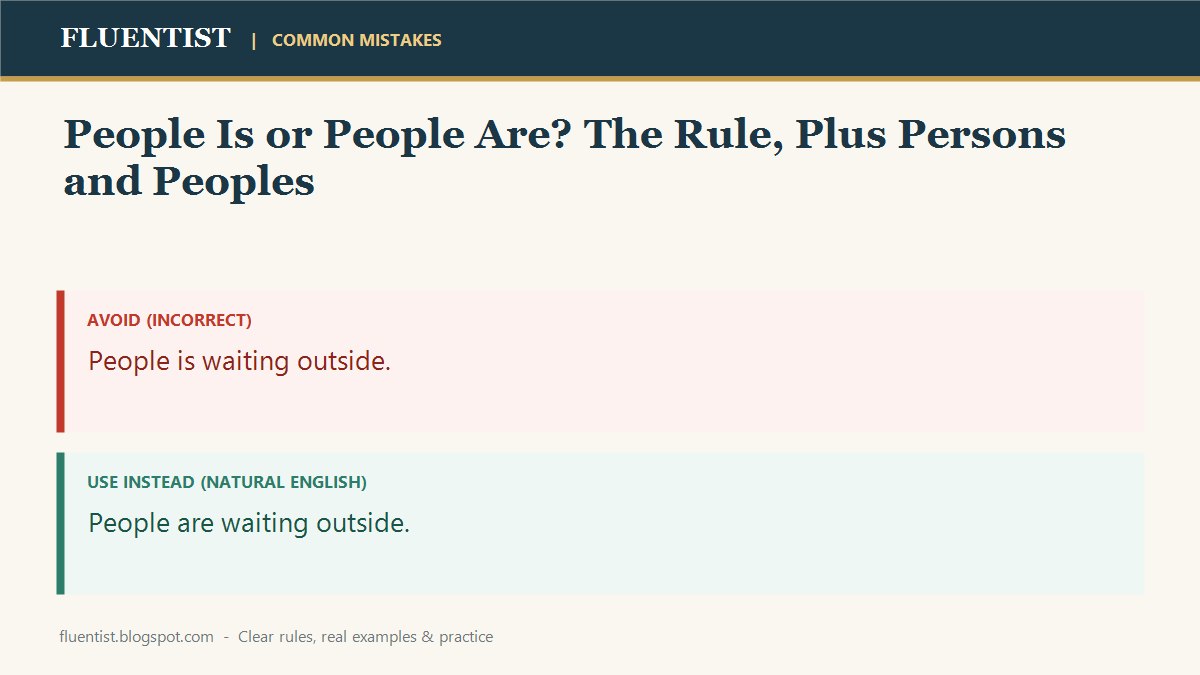 FLUENTIST | COMMON MISTAKES
People Is or People Are? The Rule, Plus Persons
and Peoples
AVOID (INCORRECT)
People is waiting outside.
USE INSTEAD (NATURAL ENGLISH)
People are waiting outside.
fluentist.blogspot.com - Clear rules, real examples & practice